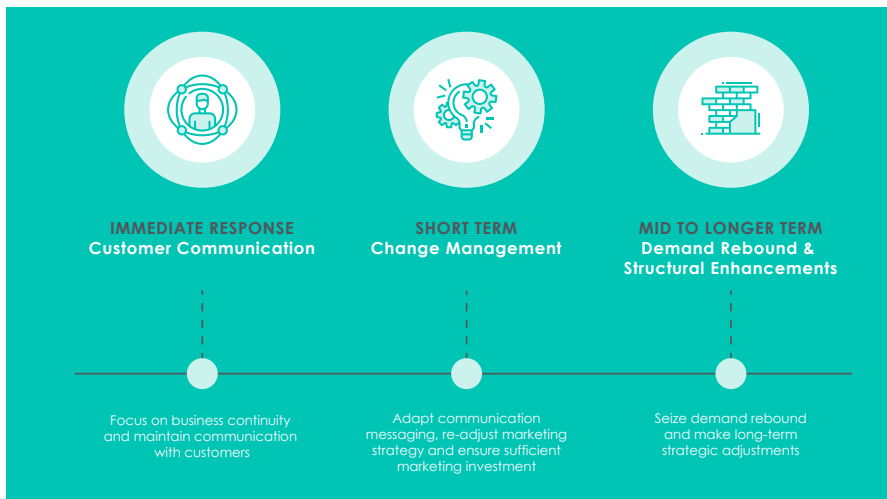 IMMEDIATE RESPONSE
Customer Communication
SHORT TERM
Change Management
MID TO LONGER TERM
Demand Rebound &
Structural Enhancements
Focus on business continuity
and maintain communication
with customers
Adapt communication
messaging, re-adjust marketing
strategy and ensure sufficient
marketing investment
Seize demand rebound
and make long-term
strategic adjustments